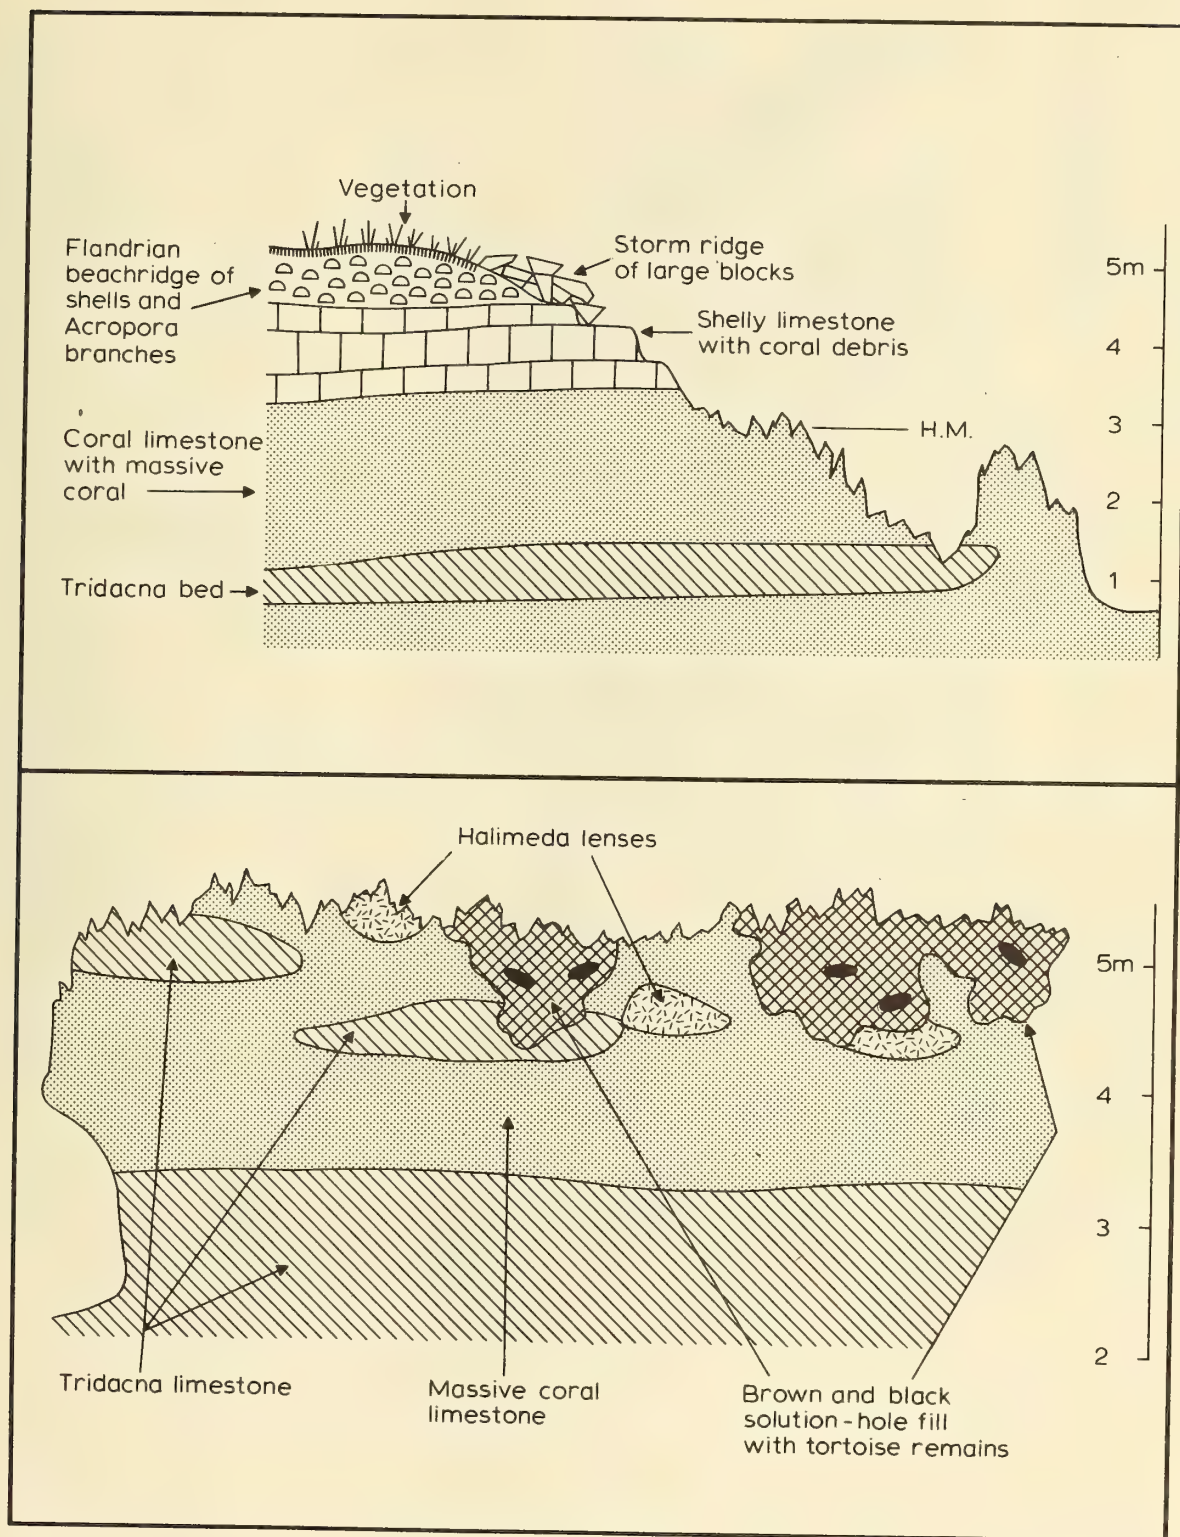 Vegetation
Flandrian
beachridge of
shells and
Acropora
branches
Storm ridge
of large blocks
Shelly limestone
with coral debris
5m
4
3
2
1
H.M.
Coral limestone
with massive
coral
Tridacna bed
Halimeda lenses
5m
4
3
2
Tridacna limestone
Massive coral
limestone
Brown and black
solution-hole fill
with tortoise remains